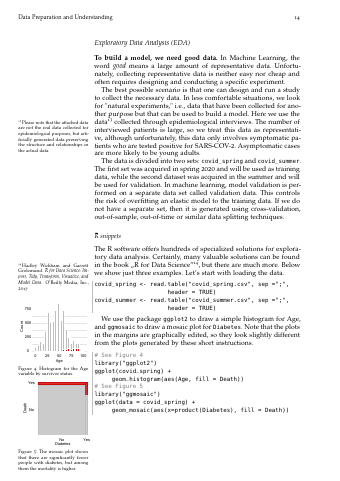 Data Preparation and Understanding 14
Exploratory Data Analysis (EDA)
To build a model, we need good data. In Machine Learning, the
word good means a large amount of representative data. Unfortu-
nately, collecting representative data is neither easy nor cheap and
often requires designing and conducting a specific experiment.
The best possible scenario is that one can design and run a study
to collect the necessary data. In less comfortable situations, we look
for "natural experiments," i.e., data that have been collected for ano-
ther purpose but that can be used to build a model. Here we use the
data collected through epidemiological interviews. The number of
interviewed patients is large, so we treat this data as representati-
ve, although unfortunately, this data only involves symptomatic pa-
tients who are tested positive for SARS-COV-2. Asymptomatic cases
are more likely to be young adults.
Please note that the attached data
are not the real data collected for
epidemiological purposes, but arti-
ficially generated data preserving
the structure and relationships in
the actual data
The data is divided into two sets: covid_spring and covid_summer.
The first set was acquired in spring 2020 and will be used as training
data, while the second dataset was acquired in the summer and will
be used for validation. In machine learning, model validation is per-
formed on a separate data set called validation data. This controls
the risk of overfitting an elastic model to the training data. If we do
not have a separate set, then it is generated using cross-validation,
out-of-sample, out-of-time or similar data splitting techniques.
R snippets
The R software offers hundreds of specialized solutions for explora-
tory data analysis. Certainly, many valuable solutions can be found
in the book „R for Data Science", but there are much more. Below
we show just three examples. Let's start with loading the data.
Hadley Wickham and Garrett
Grolemund. R for Data Science: Im-
port, Tidy, Transform, Visualize, and
Model Data. O'Reilly Media, Inc.,
2017
covid_spring <- read.table("covid_spring.csv", sep =";",
header = TRUE)
covid_summer <- read.table("covid_summer.csv", sep =";",
header = TRUE)
We use the package ggplot2 to draw a simple histogram for Age,
and ggmosaic to draw a mosaic plot for Diabetes. Note that the plots
in the margins are graphically edited, so they look slightly different
from the plots generated by these short instructions.
# See Figure 4
library("ggplot2")
ggplot(covid_spring) +
geom_histogram(aes(Age, fill = Death))
# See Figure 5
library("ggmosaic")
ggplot(data = covid_spring) +
geom_mosaic(aes(x=product(Diabetes), fill = Death))
750
500
250
0
Count
0 25 50 75 100
Age
Figure 4: Histogram for the Age
variable by survivor status.
Yes
No
Death
No Yes
Diabetes
Figure 5: The mosaic plot shows
that there are significantly fewer
people with diabetes, but among
them the mortality is higher.